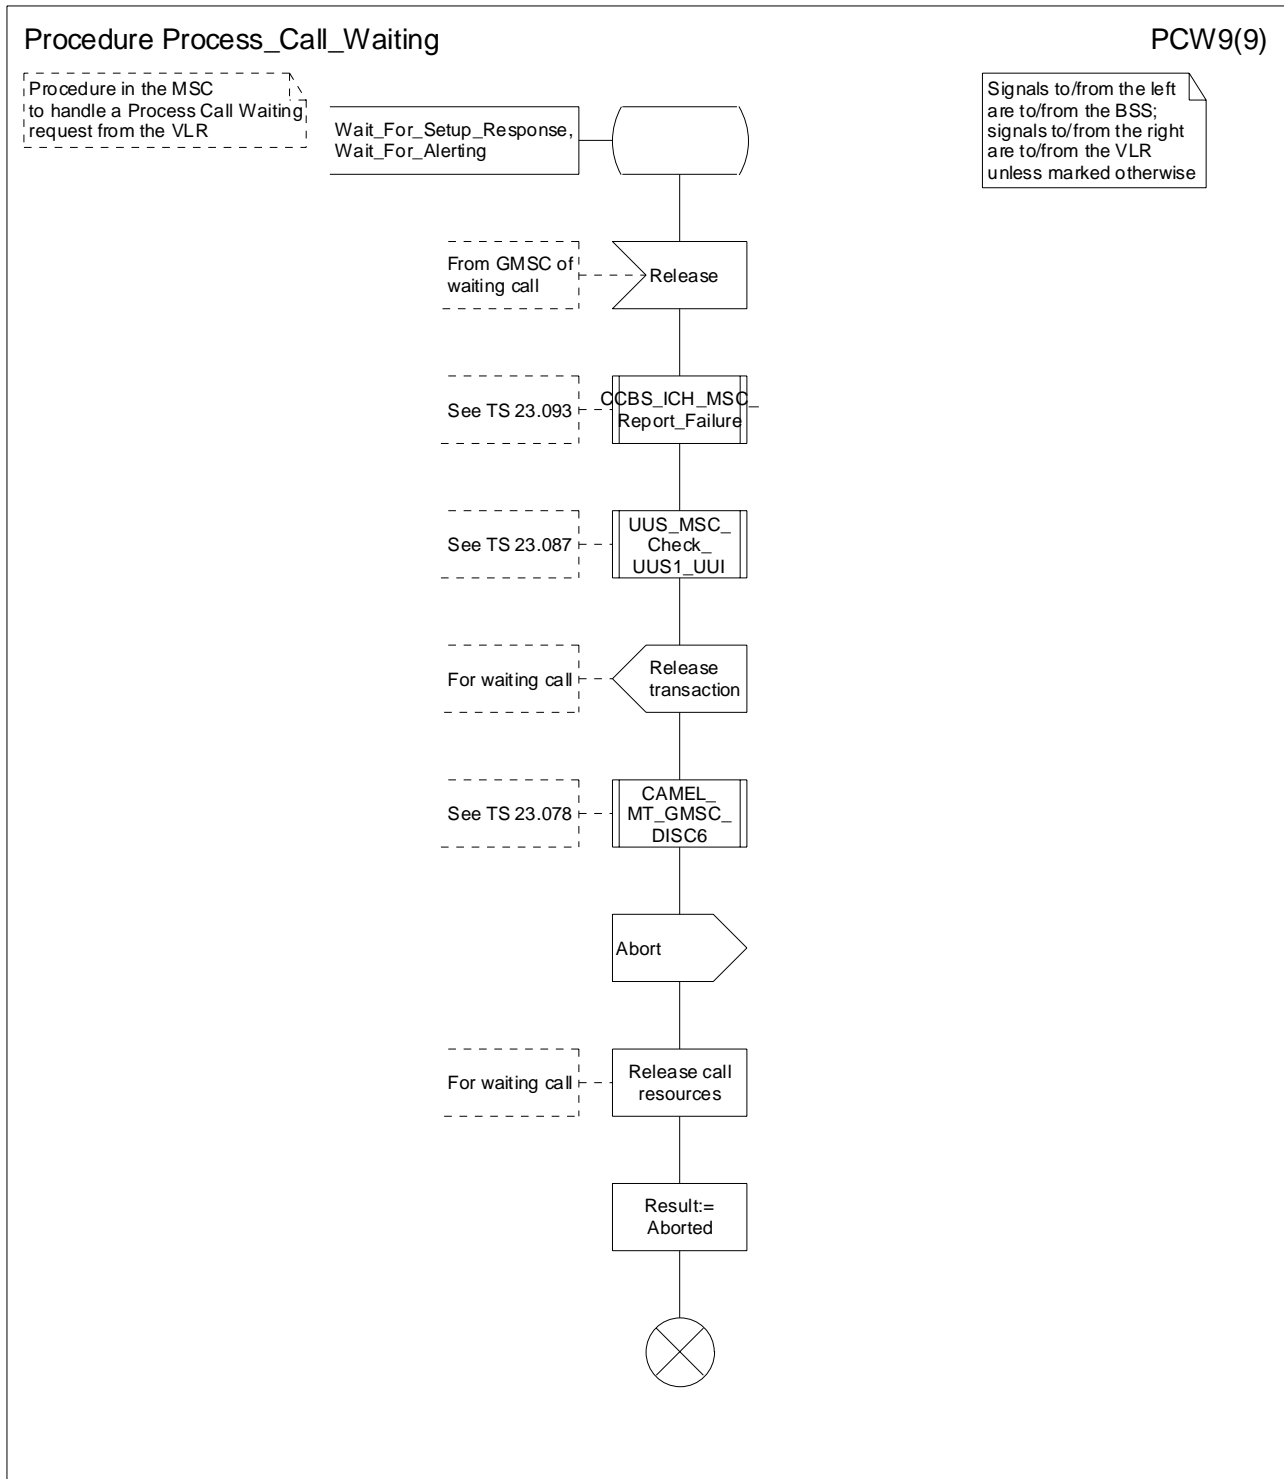 Procedure Process_Call_Waiting
PCW9(9)
Procedure in the MSC
to handle a Process Call Waiting
request from the VLR
Signals to/from the left
are to/from the BSS;
signals to/from the right
are to/from the VLR
unless marked otherwise
Wait_For_Setup_Response,
Wait_For_Alerting
From GMSC of
waiting call
Release
See TS 23.093
CCBS_ICH_MSC_
Report_Failure
See TS 23.087
UUS_MSC_
Check_
UUS1_UUI
For waiting call
Release
transaction
See TS 23.078
CAMEL_
MT_GMSC_
DISC6
Abort
For waiting call
Release call
resources
Result:=
Aborted